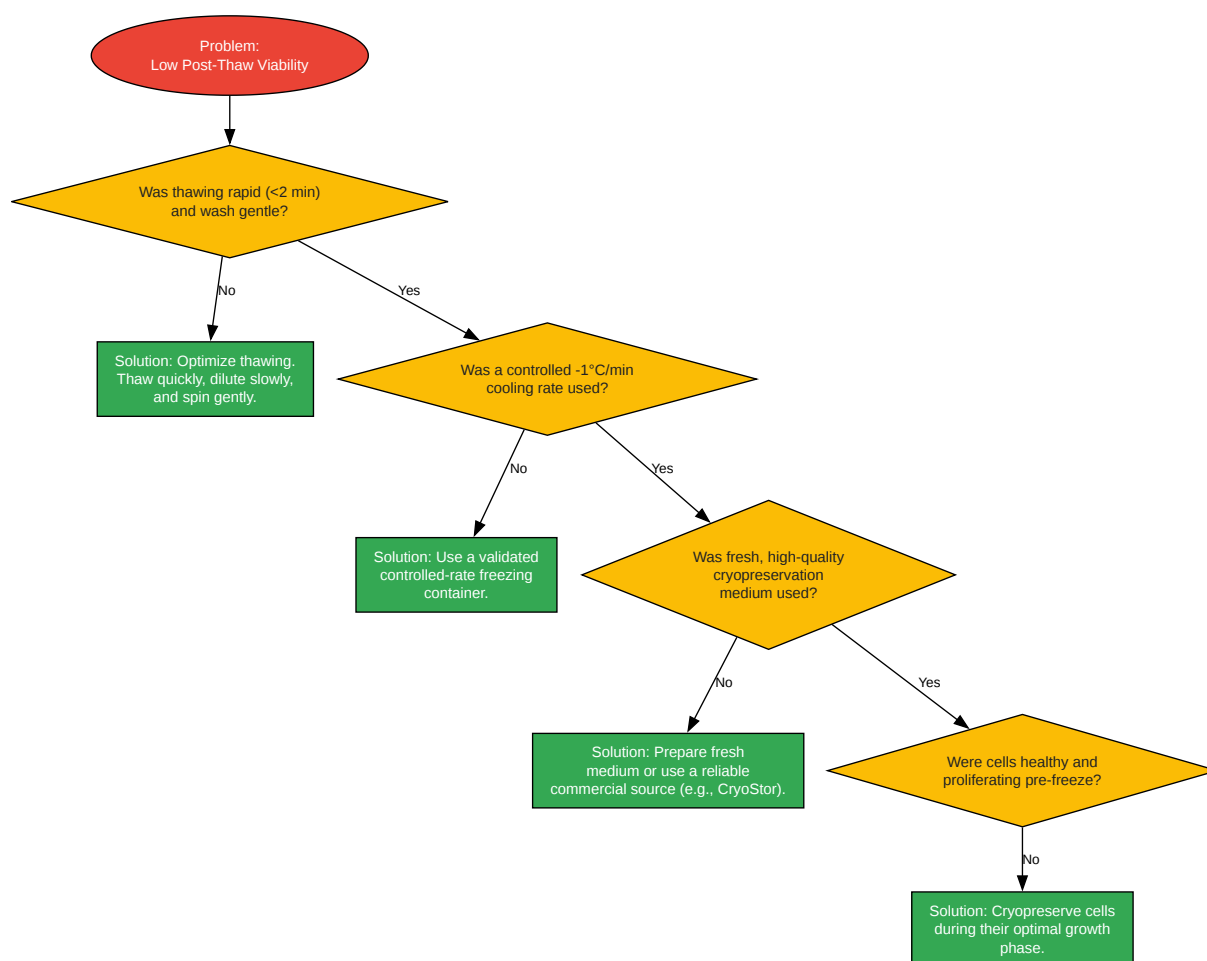 Problem:
Low Post-Thaw Viability
Was thawing rapid (<2 min)
and wash gentle?
No
Yes
Solution: Optimize thawing.
Thaw quickly, dilute slowly,
and spin gently.
Was a controlled -1°C/min
cooling rate used?
No
Yes
Solution: Use a validated
controlled-rate freezing
container.
Was fresh, high-quality
cryopreservation
medium used?
No
Yes
Solution: Prepare fresh
medium or use a reliable
commercial source (e.g., CryoStor).
Were cells healthy and
proliferating pre-freeze?
No
Solution: Cryopreserve cells
during their optimal growth
phase.